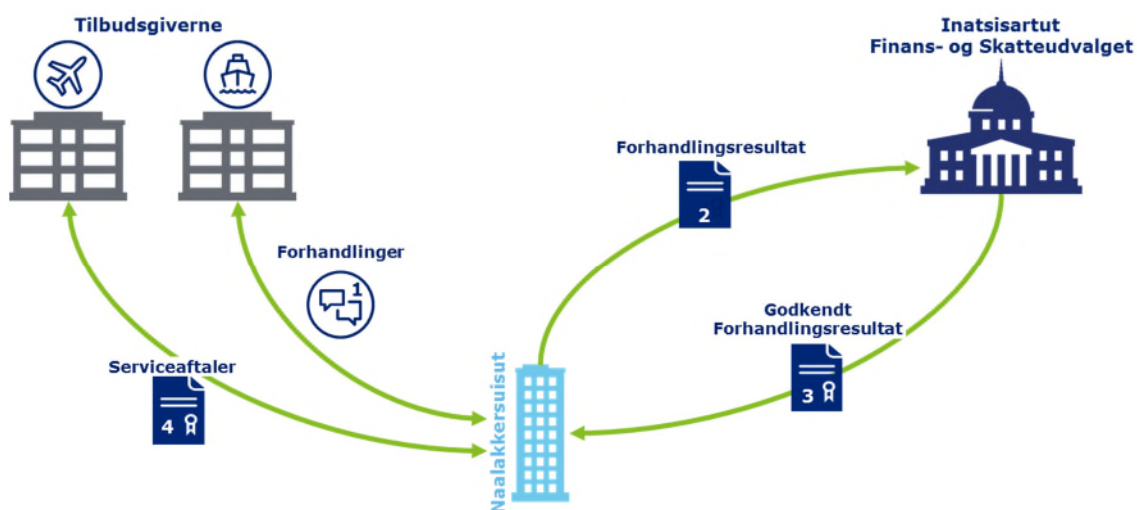 Tilbudsgiverne
Inatsisartut
Finans- og Skatteudvalget
Forhandlingsresultat
2
Forhandlinger
1
Godkendt
Forhandlingsresultat
3
Serviceaftaler
4
Naalakkersuisut